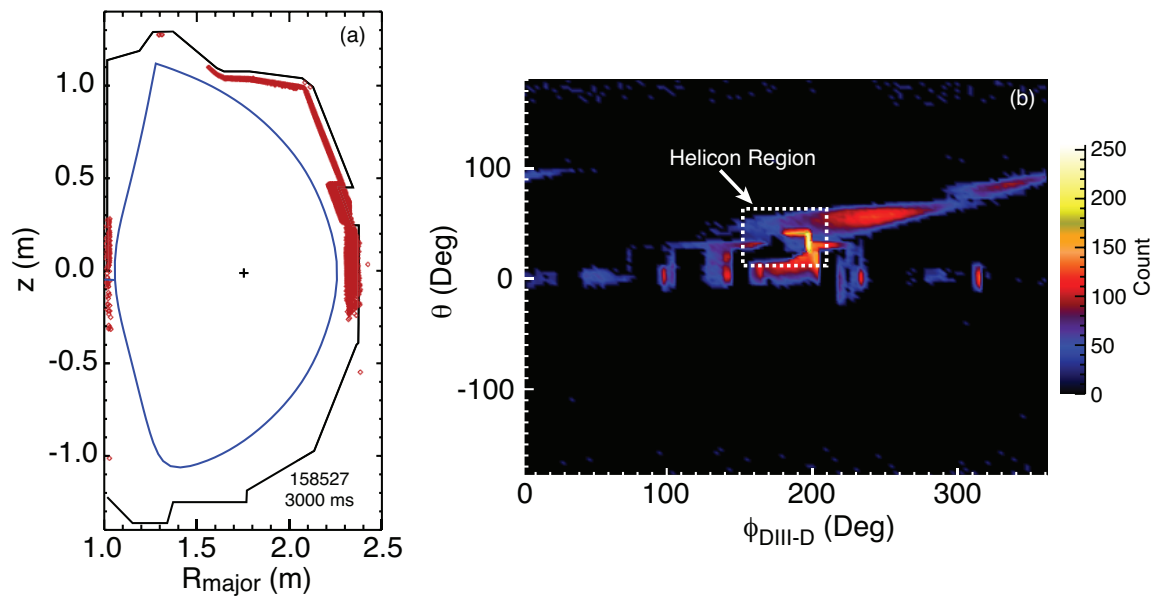 (a)
1.0
0.5
0.0
-0.5
-1.0
z (m)
158527
3000 ms
1.0 1.5 2.0 2.5
R_major (m)
(b)
Helicon Region
100
0
-100
θ (Deg)
0 100 200 300
ϕ_DIII-D (Deg)
250
200
150
100
50
0
Count